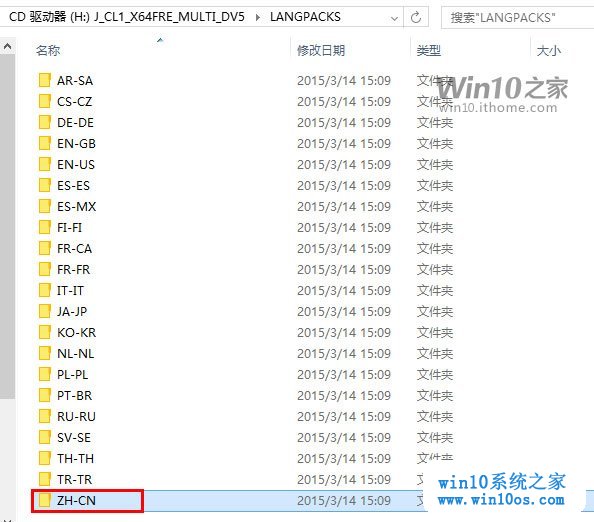 CD 驱动器 (H:) J_CL1_X64FRE_MULTI_DV5 > LANGPACKS 搜索"LANGPACKS"
名称 修改日期 类型 大小
AR-SA 2015/3/14 15:09 文件夹
CS-CZ 2015/3/14 15:09 文件夹
DE-DE 2015/3/14 15:09 文件夹
EN-GB 2015/3/14 15:09 文件夹
EN-US 2015/3/14 15:09 文件夹
ES-ES 2015/3/14 15:09 文件夹
ES-MX 2015/3/14 15:09 文件夹
FI-FI 2015/3/14 15:09 文件夹
FR-CA 2015/3/14 15:09 文件夹
FR-FR 2015/3/14 15:09 文件夹
IT-IT 2015/3/14 15:09 文件夹
JA-JP 2015/3/14 15:09 文件夹
KO-KR 2015/3/14 15:09 文件夹
NL-NL 2015/3/14 15:09 文件夹
PL-PL 2015/3/14 15:09 文件夹
PT-BR 2015/3/14 15:09 文件夹
RU-RU 2015/3/14 15:09 文件夹
SV-SE 2015/3/14 15:09 文件夹
TH-TH 2015/3/14 15:09
TR-TR 2015/3/14 15:09
ZH-CN 2015/3/14 15:09
Win10之家
win10.ithome.com
win10系统之家
www.win10os.com